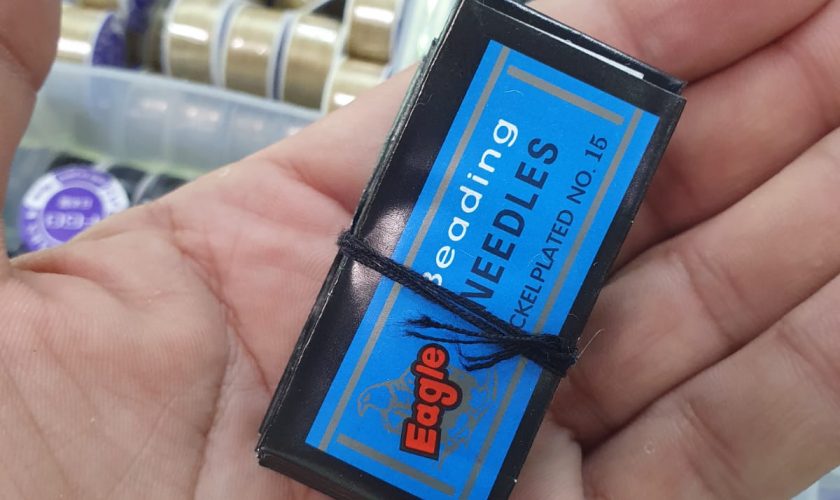 Beading
NEEDLES
NICKELPLATED NO. 15
Eagle